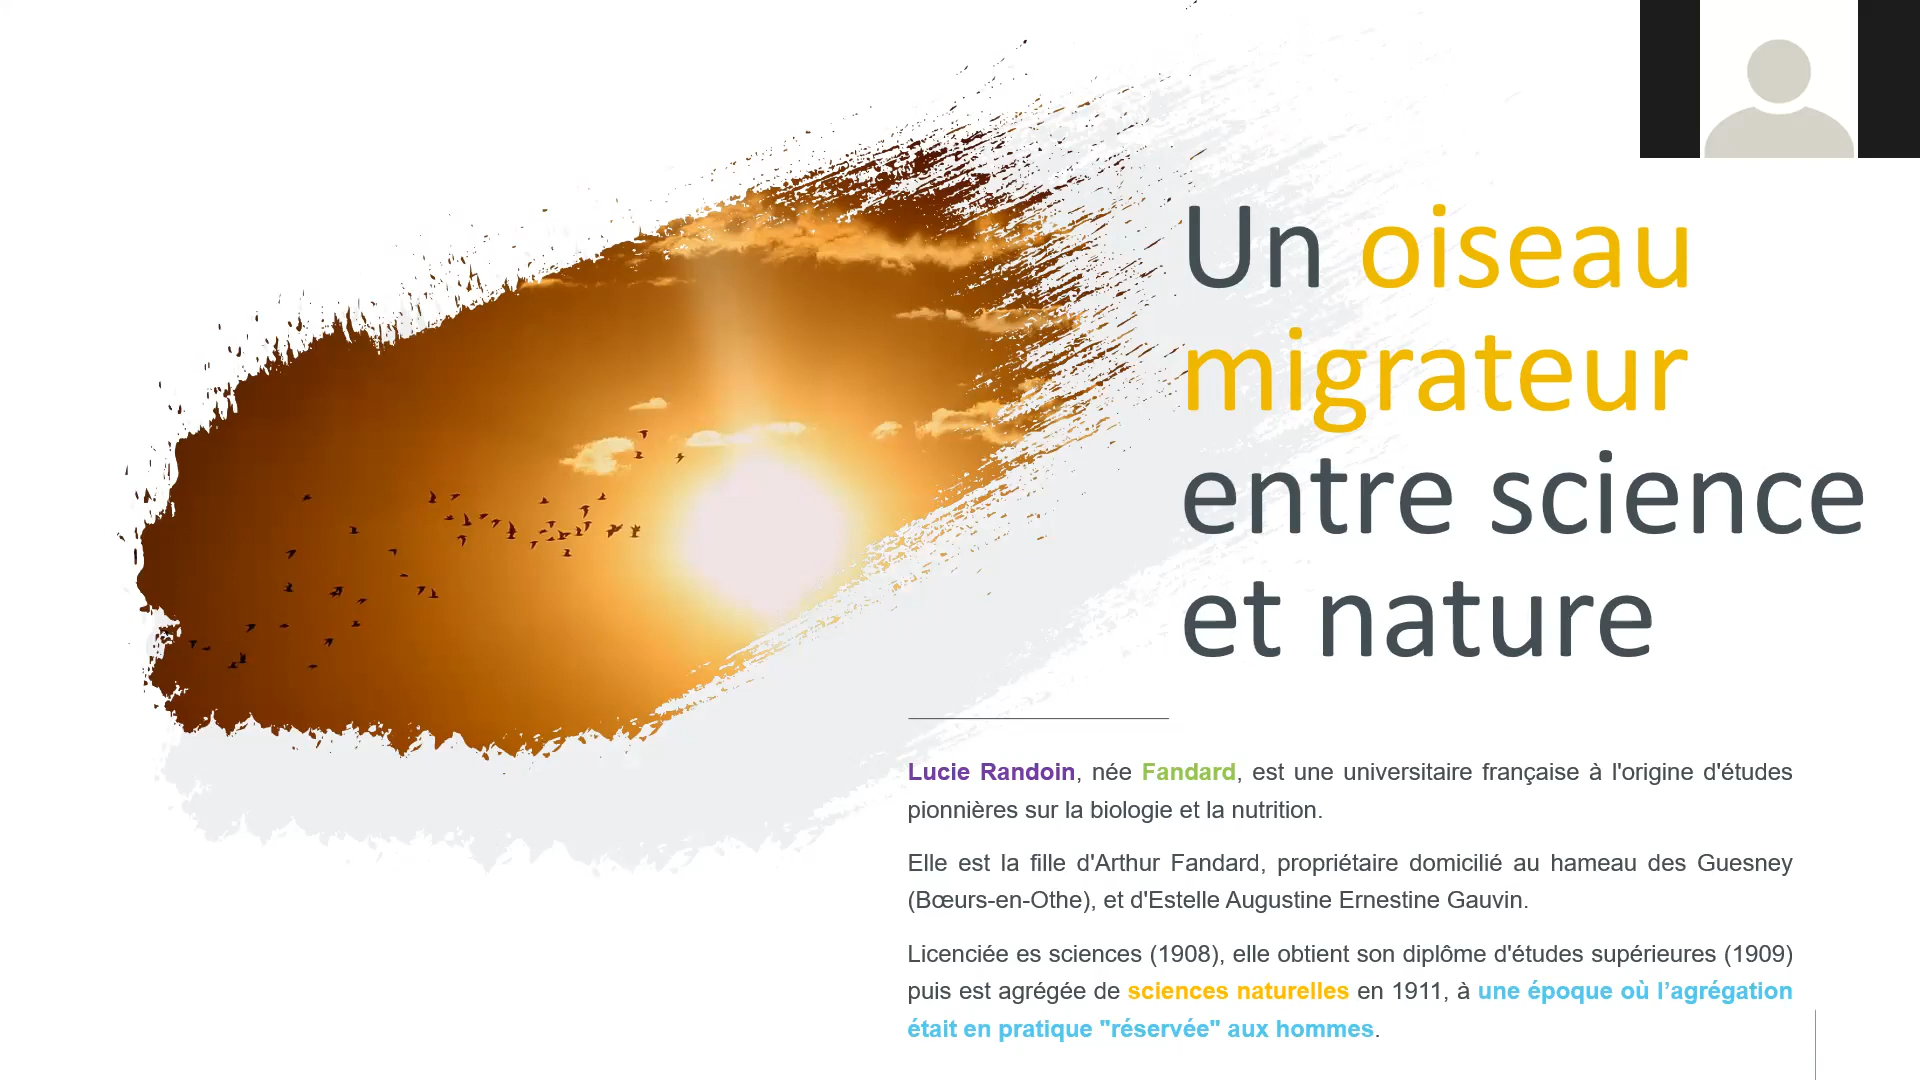 Un oiseau
migrateur
entre science
et nature
Lucie Randoin, née Fandard, est une universitaire française à l'origine d'études
pionnières sur la biologie et la nutrition.
Elle est la fille d'Arthur Fandard, propriétaire domicilié au hameau des Guesney
(Bœurs-en-Othe), et d'Estelle Augustine Ernestine Gauvin.
Licenciée es sciences (1908), elle obtient son diplôme d'études supérieures (1909)
puis est agrégée de sciences naturelles en 1911, à une époque où l’agrégation
était en pratique "réservée" aux hommes.